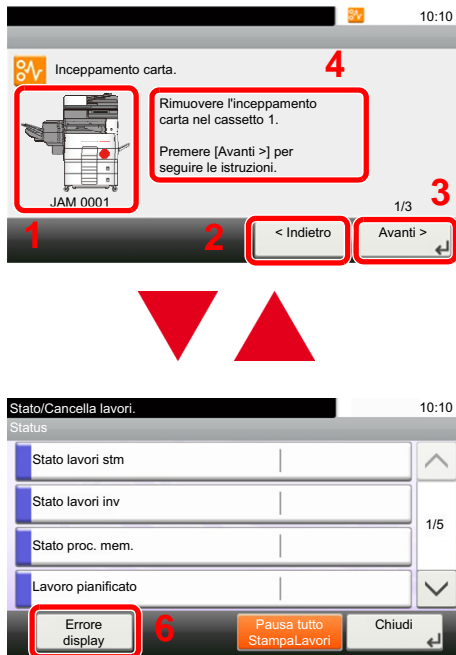 10:10
Inceppamento carta.
4
Rimuovere l'inceppamento
carta nel cassetto 1.
Premere [Avanti >] per
seguire le istruzioni.
JAM 0001
1/3
3
1
2
< Indietro
Avanti >
Stato/Cancella lavori.
10:10
Status
Stato lavori stm
Stato lavori inv
1/5
Stato proc. mem.
Lavoro pianificato
Errore
display
6
Pausa tutto
StampaLavori
Chiudi